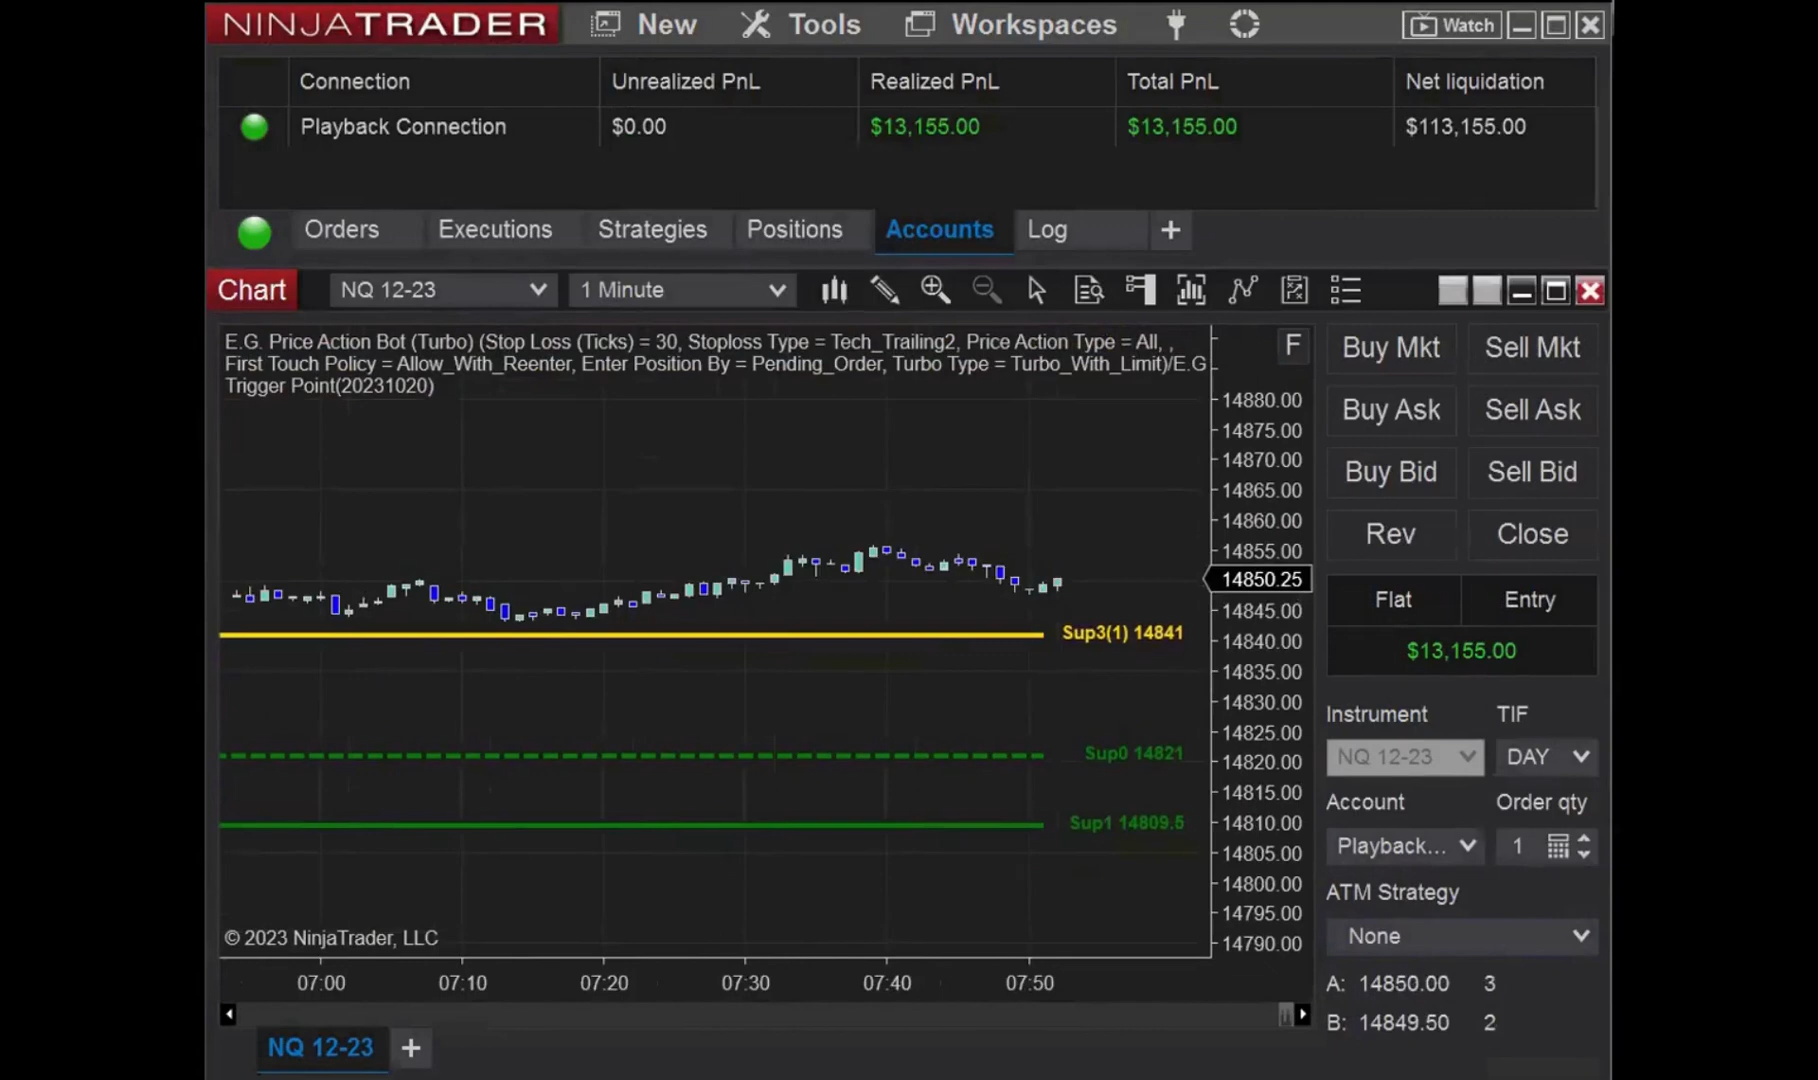 NINJATRADER New Tools Workspaces Watch
Connection Unrealized PnL Realized PnL Total PnL Net liquidation
Playback Connection $0.00 $13,155.00 $13,155.00 $113,155.00
Orders Executions Strategies Positions Accounts Log +
Chart NQ 12-23 1 Minute
E.G. Price Action Bot (Turbo) (Stop Loss (Ticks) = 30, Stoploss Type = Tech_Trailing2, Price Action Type = All, ,
First Touch Policy = Allow_With_Reenter, Enter Position By = Pending_Order, Turbo Type = Turbo_With_Limit)/E.G
Trigger Point(20231020)
F
14880.00
14875.00
14870.00
14865.00
14860.00
14855.00
14850.25
14845.00
14840.00
14835.00
14830.00
14825.00
14820.00
14815.00
14810.00
14805.00
14800.00
14795.00
14790.00
Sup3(1) 14841
Sup0 14821
Sup1 14809.5
© 2023 NinjaTrader, LLC
07:00 07:10 07:20 07:30 07:40 07:50
NQ 12-23 +
Buy Mkt Sell Mkt
Buy Ask Sell Ask
Buy Bid Sell Bid
Rev Close
Flat Entry
$13,155.00
Instrument TIF
NQ 12-23 DAY
Account Order qty
Playback... 1
ATM Strategy
None
A: 14850.00 3
B: 14849.50 2